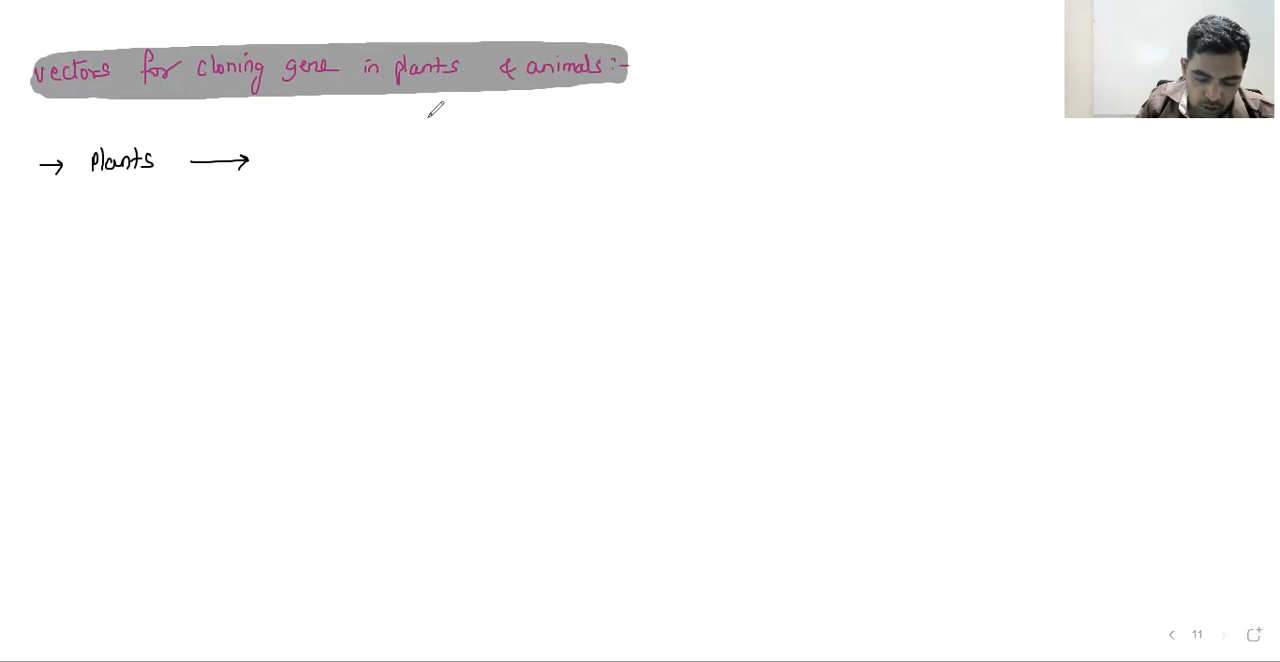 vectors for cloning gene in plants & animals :-
→ plants →
11